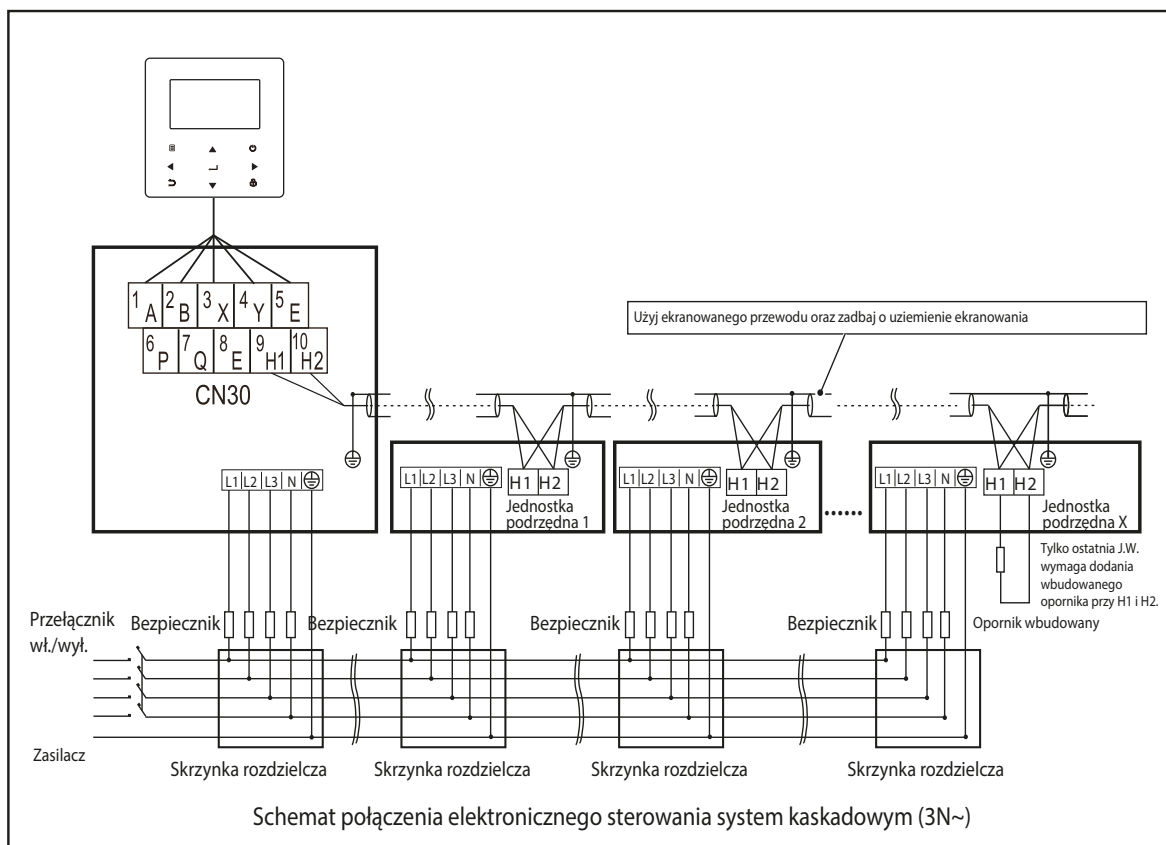 1 A 2 B 3 X 4 Y 5 E
6 P 7 Q 8 E 9 H1 10 H2
CN30
Użyj ekranowanego przewodu oraz zadbaj o uziemienie ekranowania
L1 L2 L3 N
L1 L2 L3 N
H1 H2
Jednostka
podrzędna 1
L1 L2 L3 N
H1 H2
Jednostka
podrzędna 2
......
L1 L2 L3 N
H1 H2
Jednostka
podrzędna X
Tylko ostatnia J.W.
wymaga dodania
wbudowanego
opornika przy H1 i H2.
Przełącznik
wł./wył.
Bezpiecznik
Bezpiecznik
Bezpiecznik
Bezpiecznik
Opornik wbudowany
Zasilacz
Skrzynka rozdzielcza
Skrzynka rozdzielcza
Skrzynka rozdzielcza
Skrzynka rozdzielcza
Schemat połączenia elektronicznego sterowania system kaskadowym (3N~)